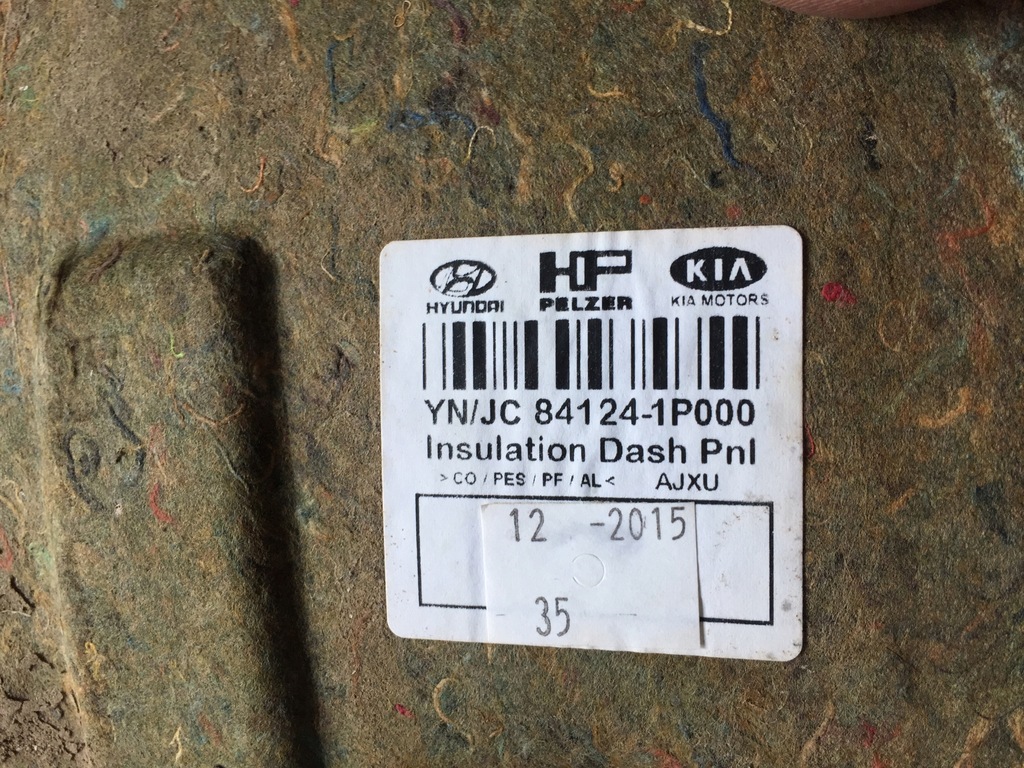 HYUNDAI HP PELZER KIA KIA MOTORS
YN/JC 84124-1P000
Insulation Dash Pnl
>CO / PES / PF / AL< AJXU
12 -2015
35